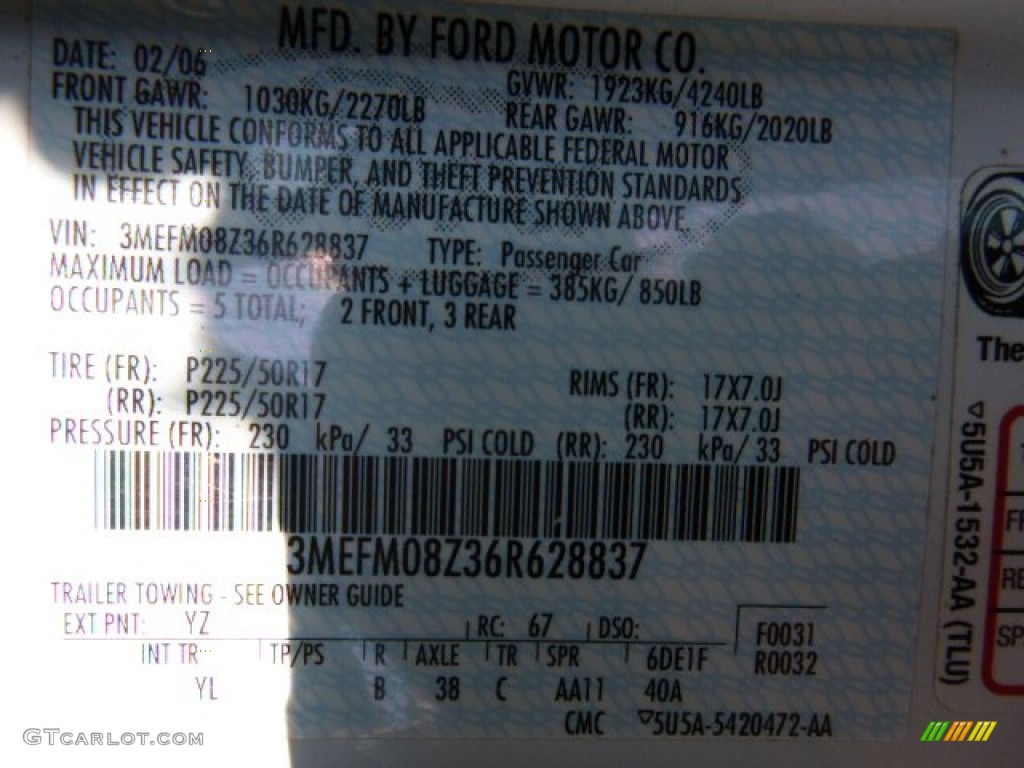 MFD. BY FORD MOTOR CO.
DATE: 02/06 GVWR: 1923KG/4240LB
FRONT GAWR: 1030KG/2270LB REAR GAWR: 916KG/2020LB
THIS VEHICLE CONFORMS TO ALL APPLICABLE FEDERAL MOTOR
VEHICLE SAFETY, BUMPER, AND THEFT PREVENTION STANDARDS
IN EFFECT ON THE DATE OF MANUFACTURE SHOWN ABOVE.
VIN: 3MEFM08Z36R628837 TYPE: Passenger Car
MAXIMUM LOAD = OCCUPANTS + LUGGAGE = 385KG/ 850LB
OCCUPANTS = 5 TOTAL; 2 FRONT, 3 REAR
TIRE (FR): P225/50R17 RIMS (FR): 17X7.0J
(RR): P225/50R17 (RR): 17X7.0J
PRESSURE (FR): 230 kPa/ 33 PSI COLD (RR): 230 kPa/ 33 PSI COLD
3MEFM08Z36R628837
TRAILER TOWING - SEE OWNER GUIDE
EXT PNT: YZ RC: 67 DSO: F0031
INT TR TP/PS R AXLE TR SPR 6DE1F R0032
YL B 38 C AA11 40A
CMC ▽5U5A-5420472-AA
The
▽5U5A-1532-AA (TLU)
FR
RE
SP
GTCarlot.com